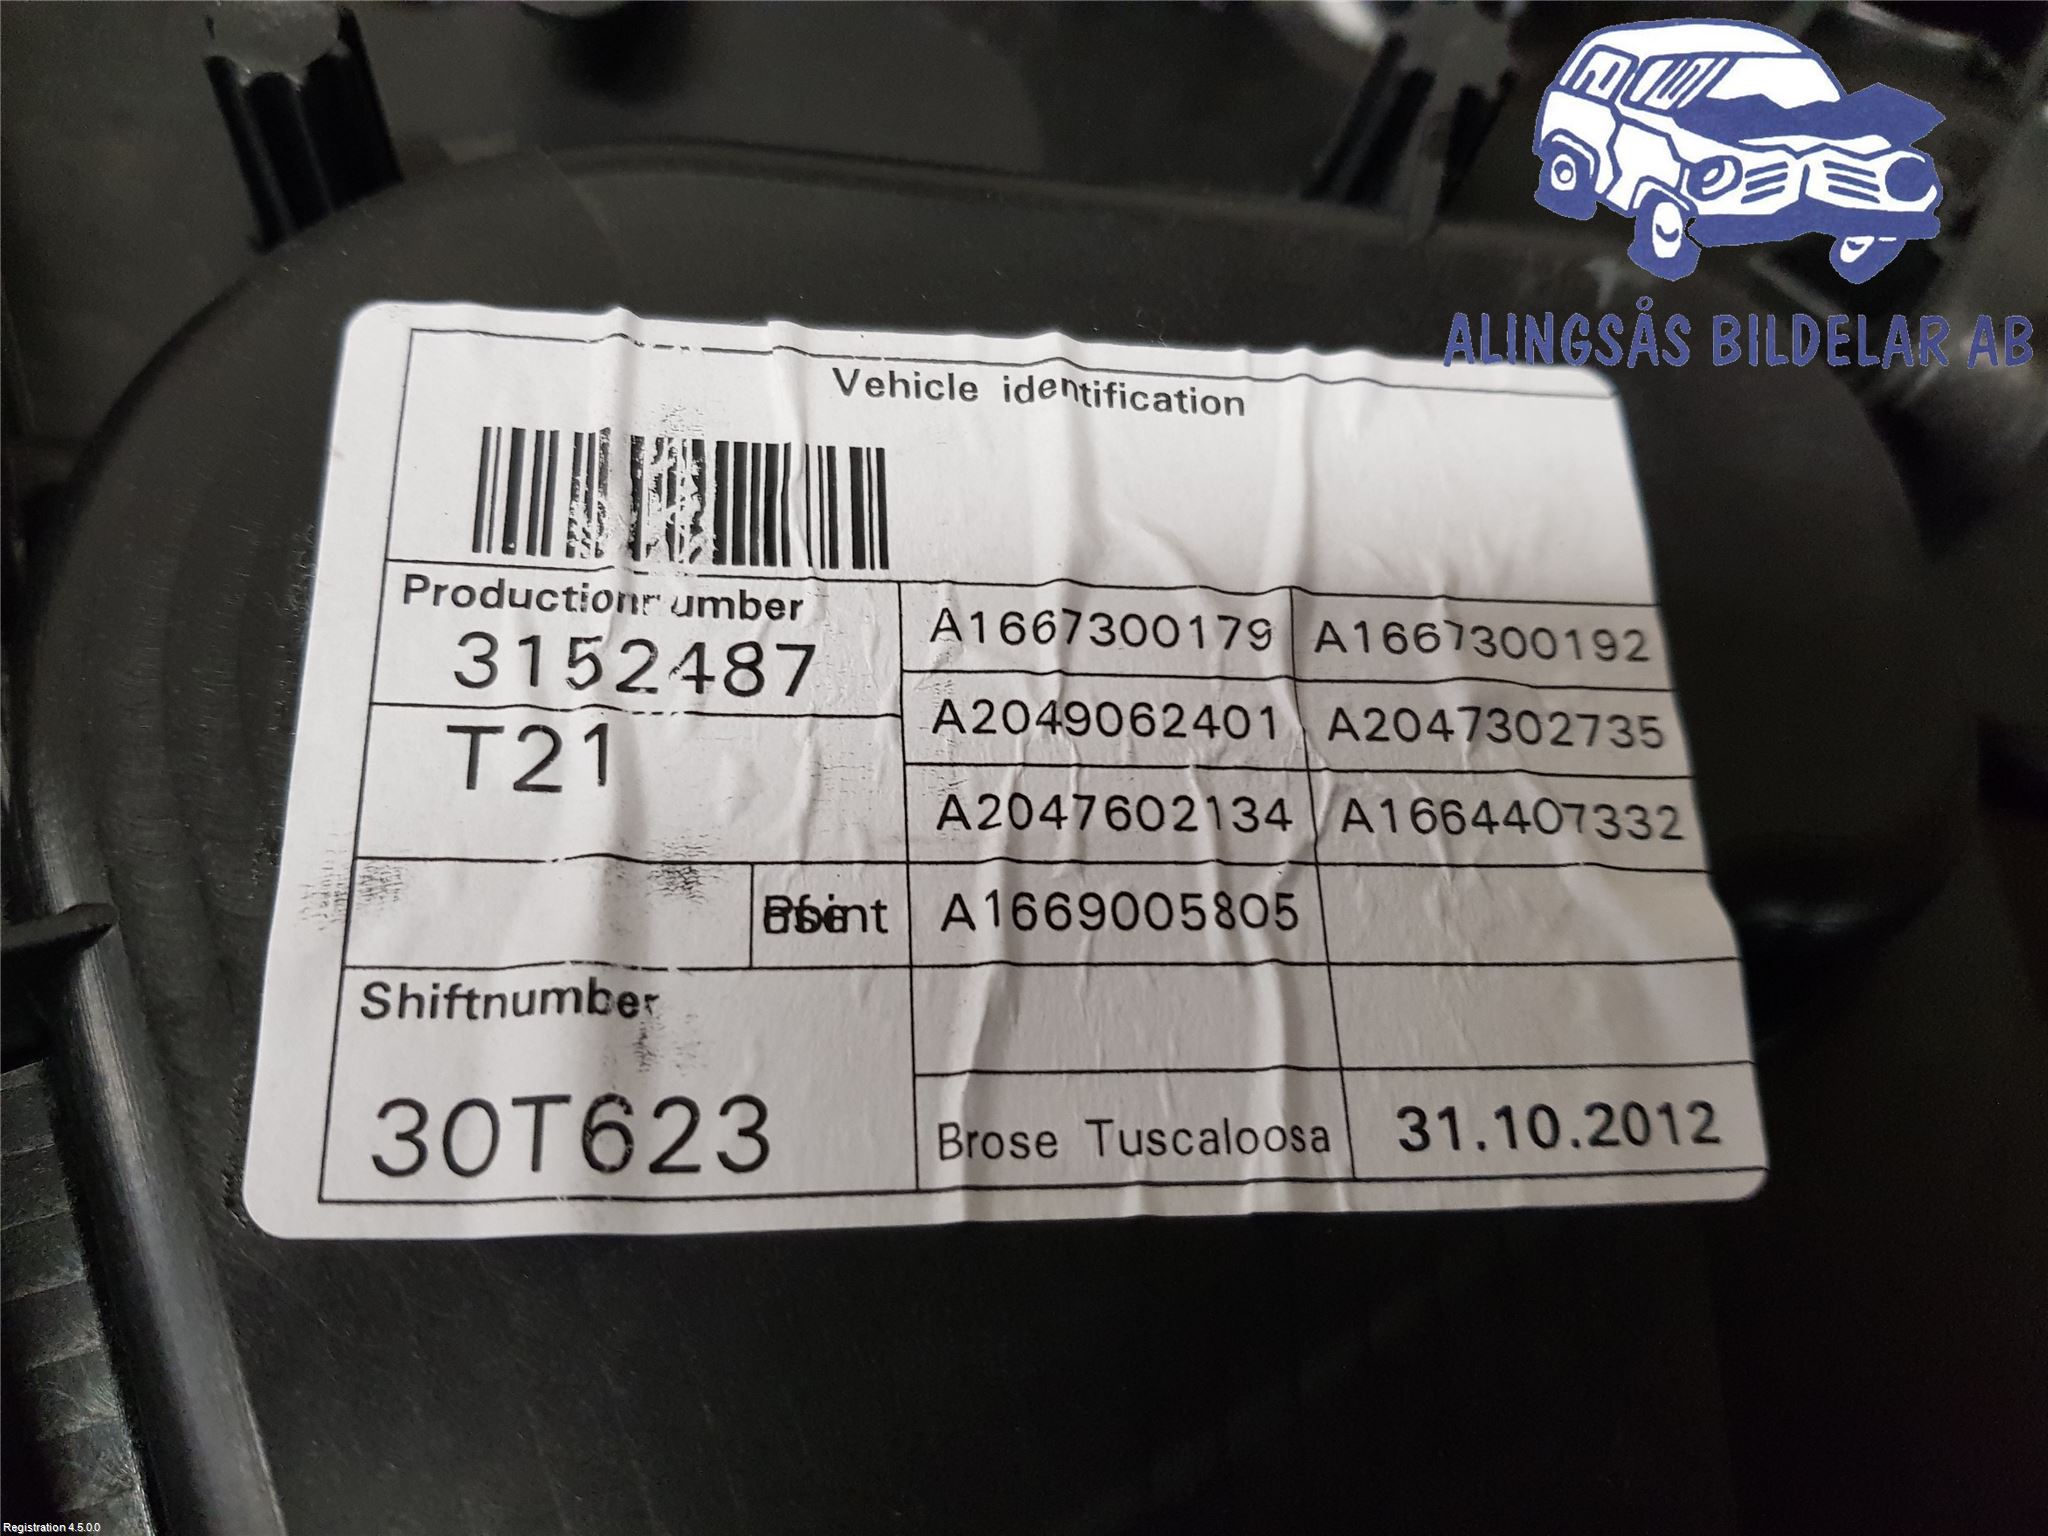 ALINGSÅS BILDELAR AB
Vehicle identification
Productionnumber
3152487
T21
A1667300179 A1667300192
A2049062401 A2047302735
A2047602134 A1664407332
A1669005805
Shiftnumber
30T623
Brose Tuscaloosa 31.10.2012
Registration 4.5.0.0